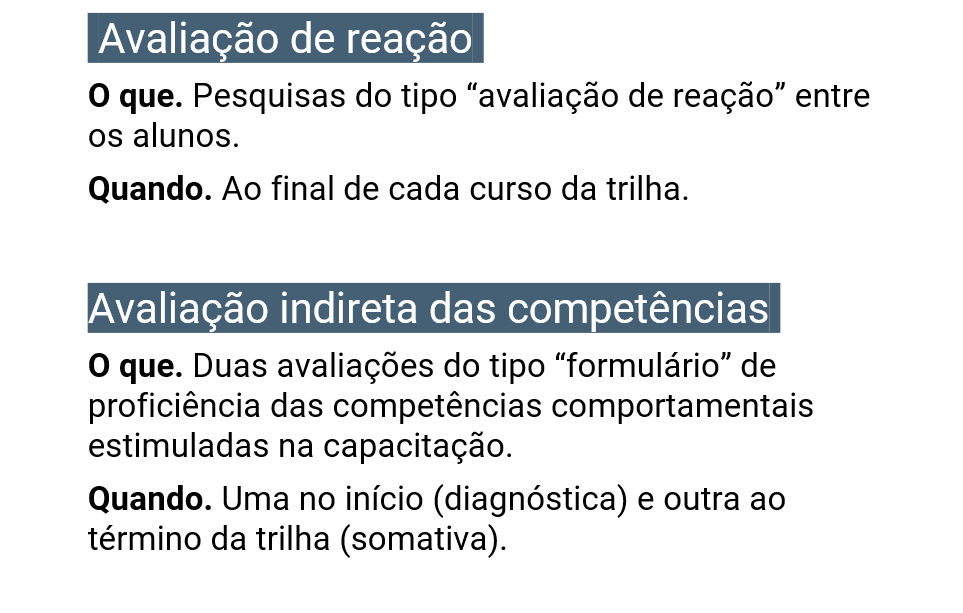 Avaliação de reação
O que. Pesquisas do tipo “avaliação de reação” entre
os alunos.
Quando. Ao final de cada curso da trilha.
Avaliação indireta das competências
O que. Duas avaliações do tipo “formulário” de
proficiência das competências comportamentais
estimuladas na capacitação.
Quando. Uma no início (diagnóstica) e outra ao
término da trilha (somativa).